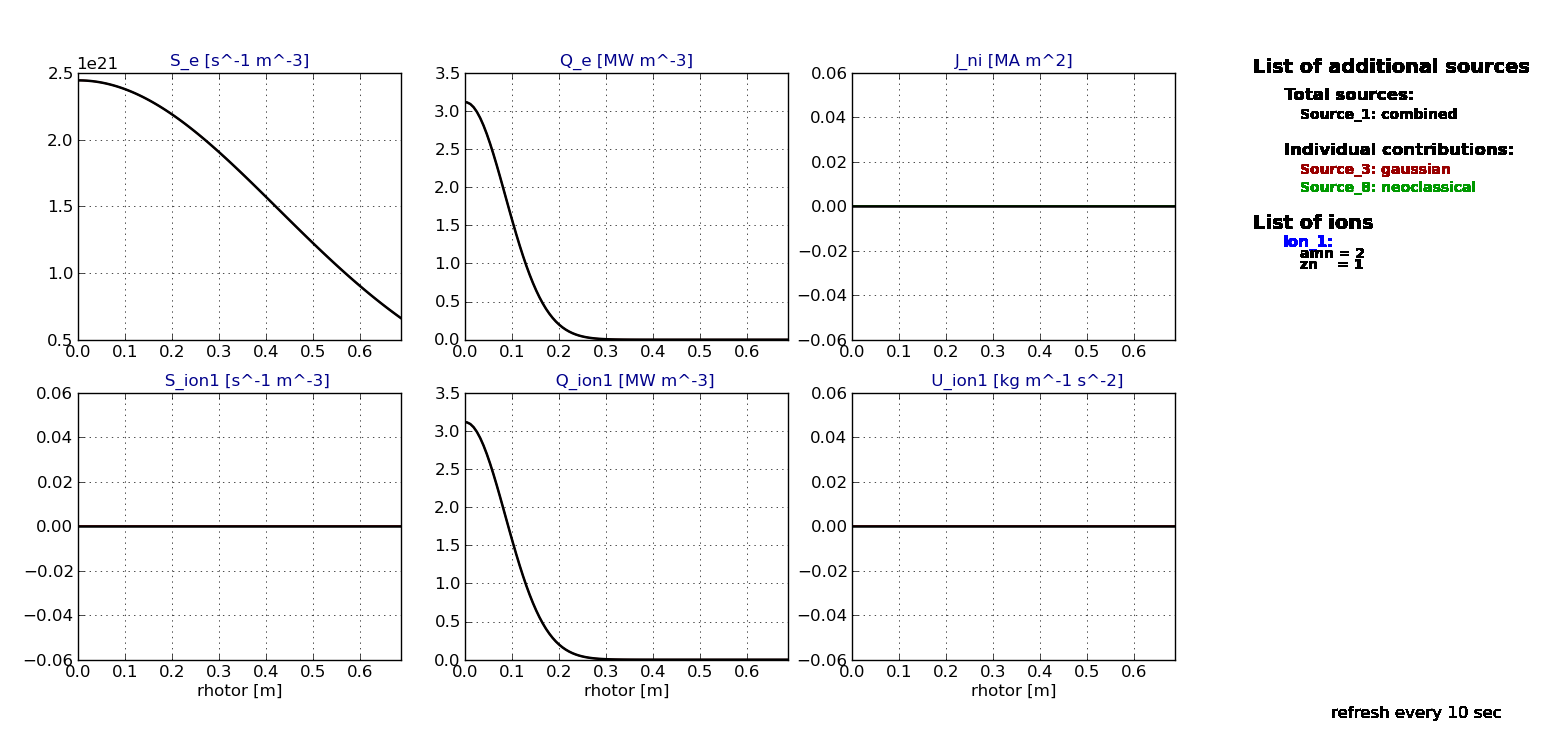 S_e [s^-1 m^-3]
1e21
2.5
2.0
1.5
1.0
0.5
0.0 0.1 0.2 0.3 0.4 0.5 0.6
Q_e [MW m^-3]
3.5
3.0
2.5
2.0
1.5
1.0
0.5
0.0
0.0 0.1 0.2 0.3 0.4 0.5 0.6
J_ni [MA m^2]
0.06
0.04
0.02
0.00
−0.02
−0.04
−0.06
0.0 0.1 0.2 0.3 0.4 0.5 0.6
S_ion1 [s^-1 m^-3]
0.06
0.04
0.02
0.00
−0.02
−0.04
−0.06
0.0 0.1 0.2 0.3 0.4 0.5 0.6
rhotor [m]
Q_ion1 [MW m^-3]
3.5
3.0
2.5
2.0
1.5
1.0
0.5
0.0
0.0 0.1 0.2 0.3 0.4 0.5 0.6
rhotor [m]
U_ion1 [kg m^-1 s^-2]
0.06
0.04
0.02
0.00
−0.02
−0.04
−0.06
0.0 0.1 0.2 0.3 0.4 0.5 0.6
rhotor [m]
List of additional sources
Total sources:
Source_1: combined
Individual contributions:
Source_3: gaussian
Source_8: neoclassical
List of ions
Ion_1:
amn = 2
zn = 1
refresh every 10 sec